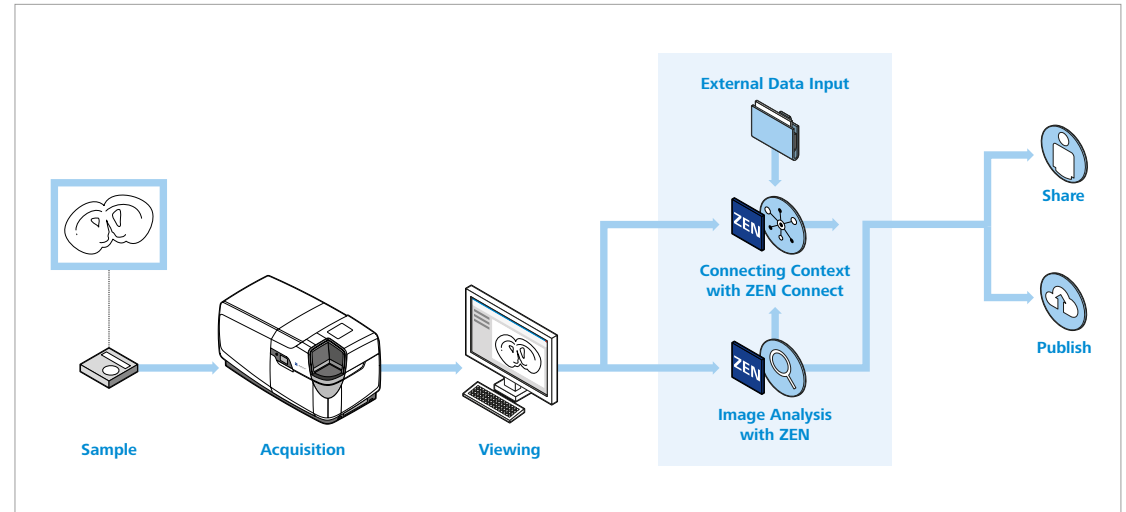 External Data Input
ZEN
Connecting Context
with ZEN Connect
ZEN
Image Analysis
with ZEN
Sample
Acquisition
Viewing
Share
Publish